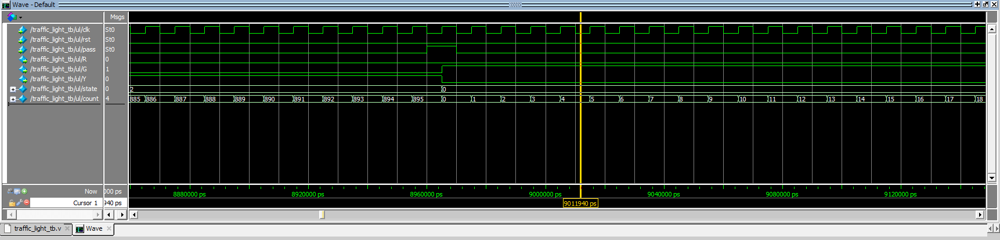 Wave - Default
Msgs
/traffic_light_tb/ul/clk St0
/traffic_light_tb/ul/rst St0
/traffic_light_tb/ul/pass St0
/traffic_light_tb/ul/R 0
/traffic_light_tb/ul/G 1
/traffic_light_tb/ul/Y 0
/traffic_light_tb/ul/state 0 2 0
/traffic_light_tb/ul/count 4 885 886 887 888 889 890 891 892 893 894 895 0 1 2 3 4 5 6 7 8 9 10 11 12 13 14 15 16 17 18
Now 000 ps 8880000 ps 8920000 ps 8960000 ps 9000000 ps 9040000 ps 9080000 ps 9120000 ps
Cursor 1 940 ps 9011940 ps
traffic_light_tb.v Wave